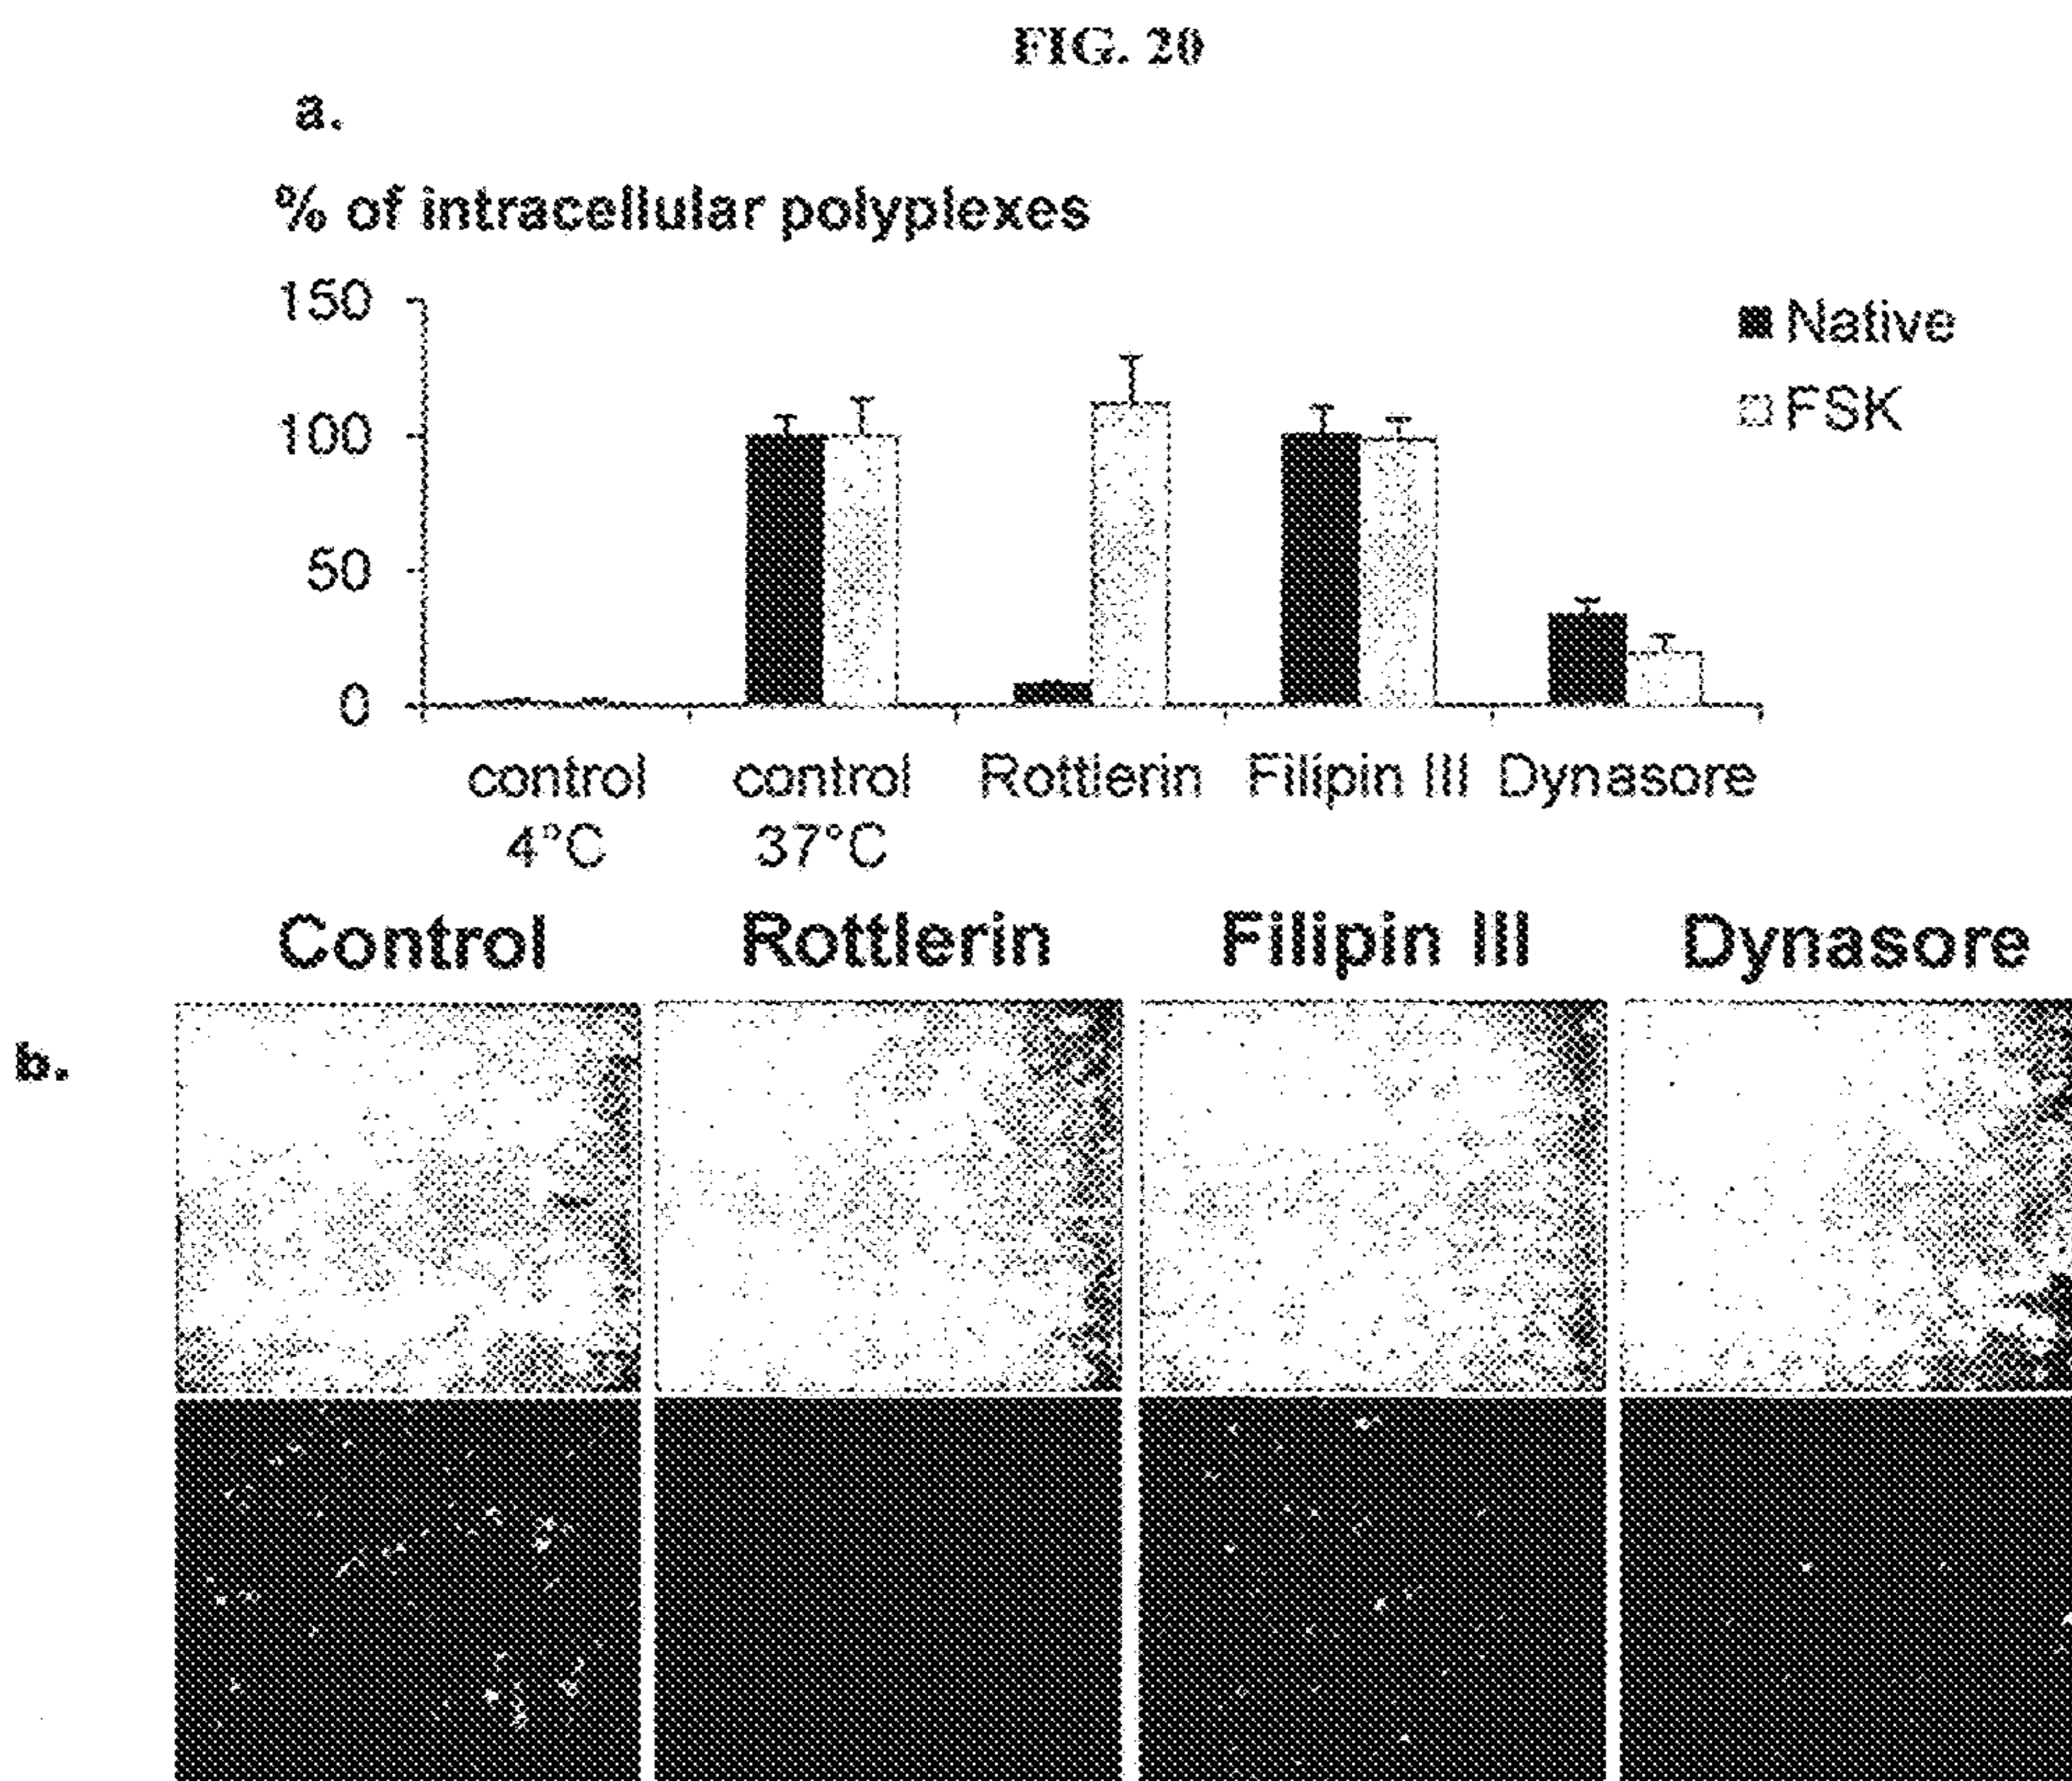 FIG. 20
a.
% of intracellular polyplexes
150
100
50
0
Native
FSK
control 4°C
control 37°C
Rottlerin
Filipin III
Dynasore
Control
Rottlerin
Filipin III
Dynasore
b.